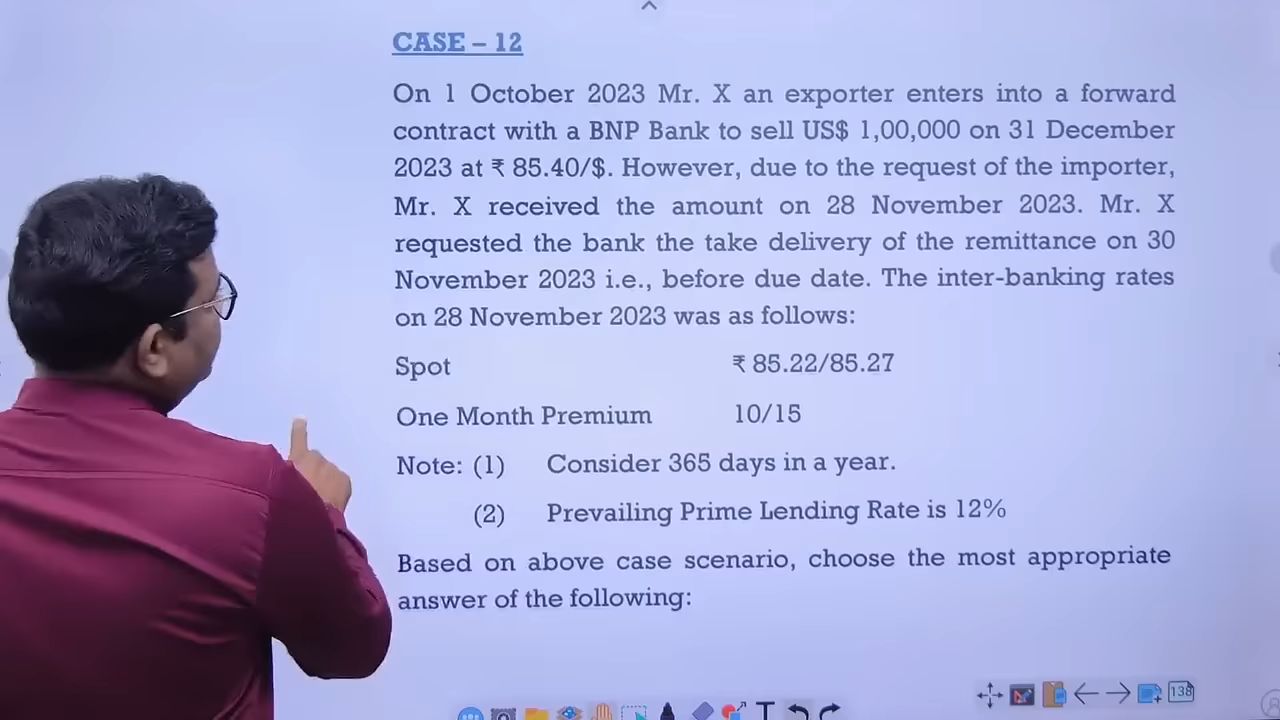 CASE – 12
On 1 October 2023 Mr. X an exporter enters into a forward
contract with a BNP Bank to sell US$ 1,00,000 on 31 December
2023 at ₹ 85.40/$. However, due to the request of the importer,
Mr. X received the amount on 28 November 2023. Mr. X
requested the bank the take delivery of the remittance on 30
November 2023 i.e., before due date. The inter-banking rates
on 28 November 2023 was as follows:
Spot ₹ 85.22/85.27
One Month Premium 10/15
Note: (1) Consider 365 days in a year.
(2) Prevailing Prime Lending Rate is 12%
Based on above case scenario, choose the most appropriate
answer of the following:
138